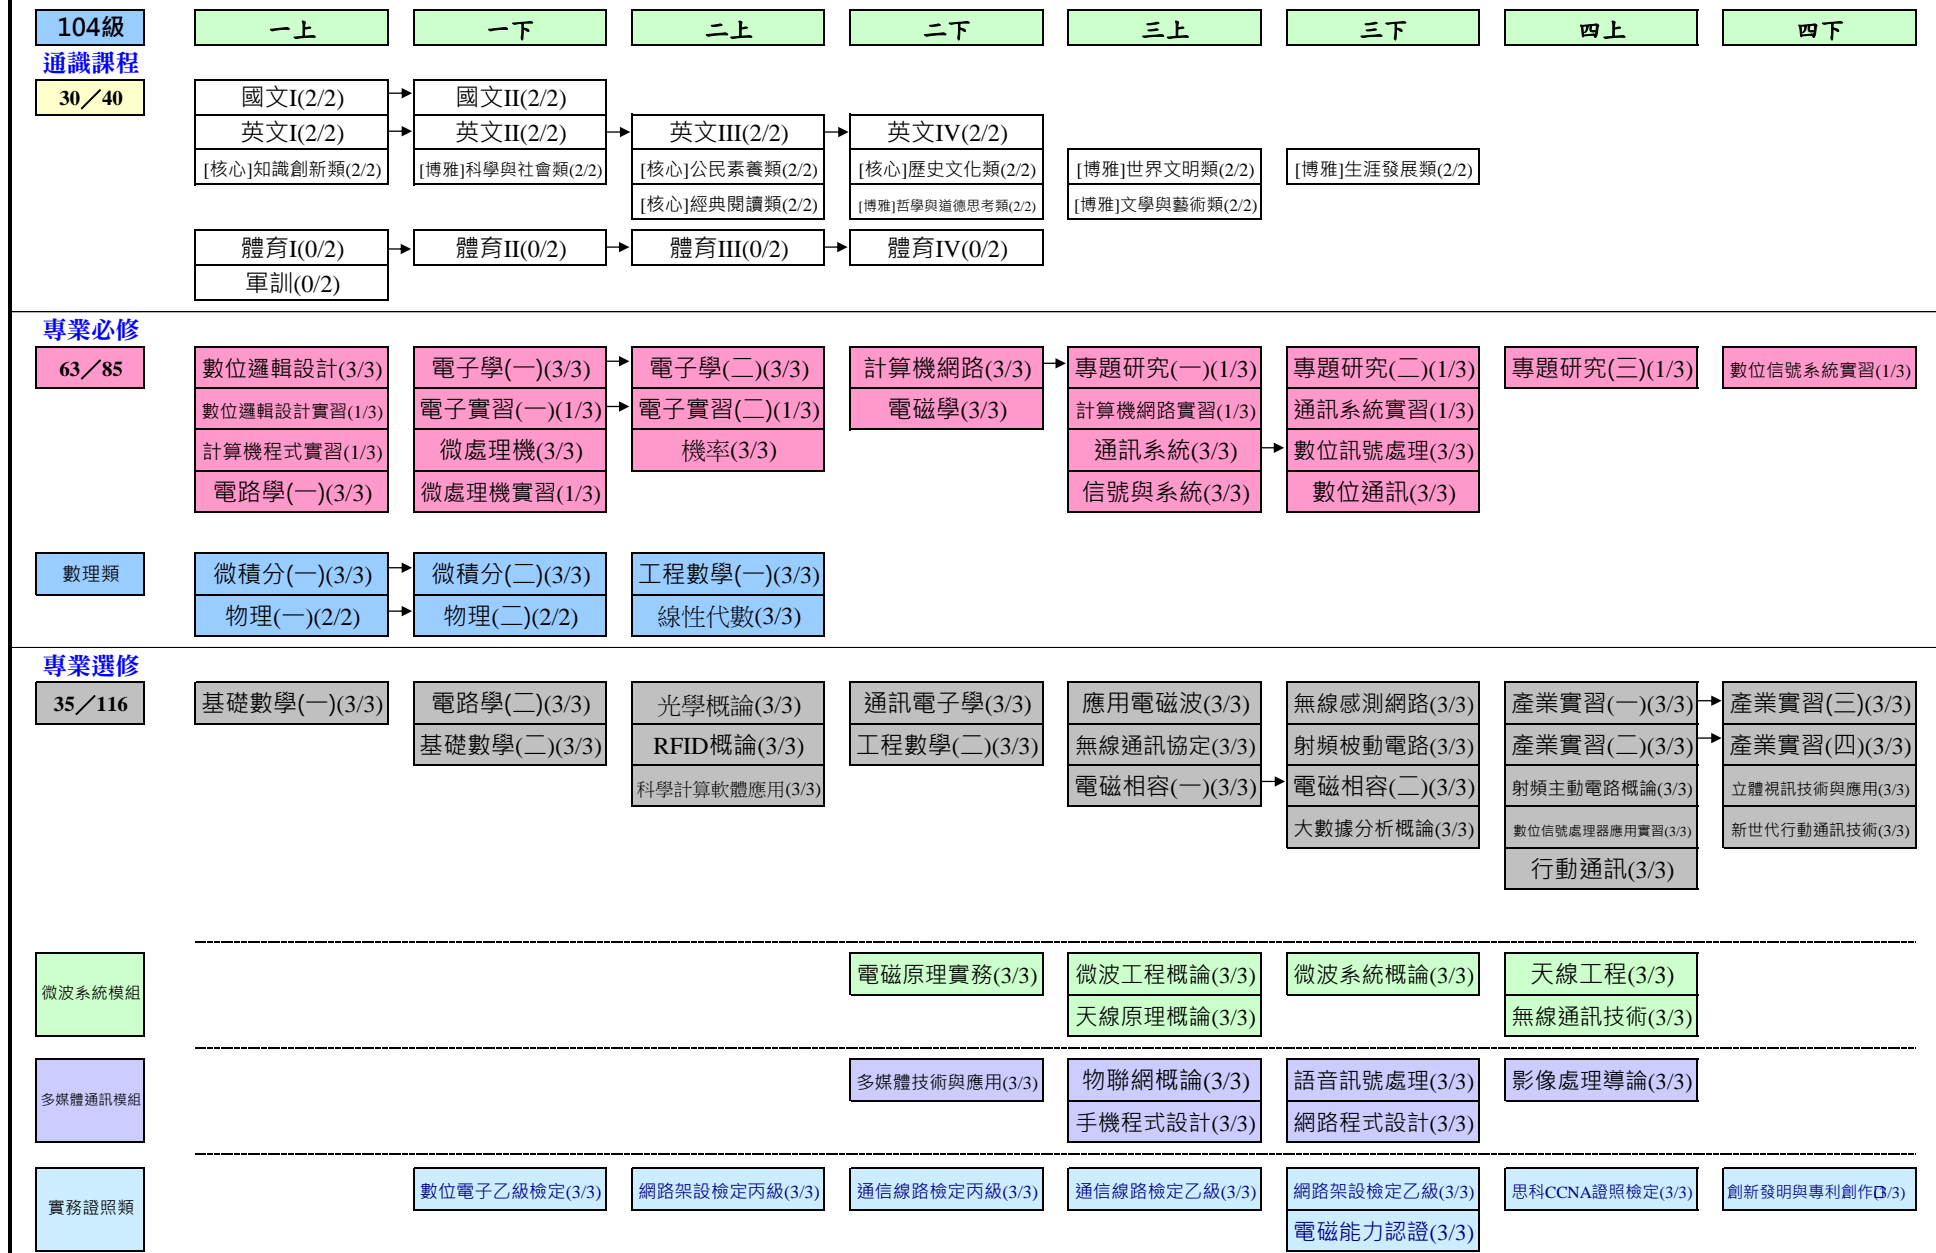 104級 一上 一下 二上 二下 三上 三下 四上 四下
通識課程
30／40 國文I(2/2) 國文II(2/2)
英文I(2/2) 英文II(2/2) 英文III(2/2) 英文IV(2/2)
[核心]知識創新類(2/2) [博雅]科學與社會類(2/2) [核心]公民素養類(2/2) [核心]歷史文化類(2/2) [博雅]世界文明類(2/2) [博雅]生涯發展類(2/2)
[核心]經典閱讀類(2/2) [博雅]哲學與道德思考類(2/2) [博雅]文學與藝術類(2/2)
體育I(0/2) 體育II(0/2) 體育III(0/2) 體育IV(0/2)
軍訓(0/2)
專業必修
63／85 數位邏輯設計(3/3) 電子學(一)(3/3) 電子學(二)(3/3) 計算機網路(3/3) 專題研究(一)(1/3) 專題研究(二)(1/3) 專題研究(三)(1/3) 數位信號系統實習(1/3)
數位邏輯設計實習(1/3) 電子實習(一)(1/3) 電子實習(二)(1/3) 電磁學(3/3) 計算機網路實習(1/3) 通訊系統實習(1/3)
計算機程式實習(1/3) 微處理機(3/3) 機率(3/3) 通訊系統(3/3) 數位訊號處理(3/3)
電路學(一)(3/3) 微處理機實習(1/3) 信號與系統(3/3) 數位通訊(3/3)
數理類 微積分(一)(3/3) 微積分(二)(3/3) 工程數學(一)(3/3)
物理(一)(2/2) 物理(二)(2/2) 線性代數(3/3)
專業選修
35／116 基礎數學(一)(3/3) 電路學(二)(3/3) 光學概論(3/3) 通訊電子學(3/3) 應用電磁波(3/3) 無線感測網路(3/3) 產業實習(一)(3/3) 產業實習(三)(3/3)
基礎數學(二)(3/3) RFID概論(3/3) 工程數學(二)(3/3) 無線通訊協定(3/3) 射頻被動電路(3/3) 產業實習(二)(3/3) 產業實習(四)(3/3)
科學計算軟體應用(3/3) 電磁相容(一)(3/3) 電磁相容(二)(3/3) 射頻主動電路概論(3/3) 立體視訊技術與應用(3/3)
大數據分析概論(3/3) 數位信號處理器應用實習(3/3) 新世代行動通訊技術(3/3)
行動通訊(3/3)
微波系統模組 電磁原理實務(3/3) 微波工程概論(3/3) 微波系統概論(3/3) 天線工程(3/3)
天線原理概論(3/3) 無線通訊技術(3/3)
多媒體通訊模組 多媒體技術與應用(3/3) 物聯網概論(3/3) 語音訊號處理(3/3) 影像處理導論(3/3)
手機程式設計(3/3) 網路程式設計(3/3)
實務證照類 數位電子乙級檢定(3/3) 網路架設檢定丙級(3/3) 通信線路檢定丙級(3/3) 通信線路檢定乙級(3/3) 網路架設檢定乙級(3/3) 思科CCNA證照檢定(3/3) 創新發明與專利創作(3/3)
電磁能力認證(3/3)